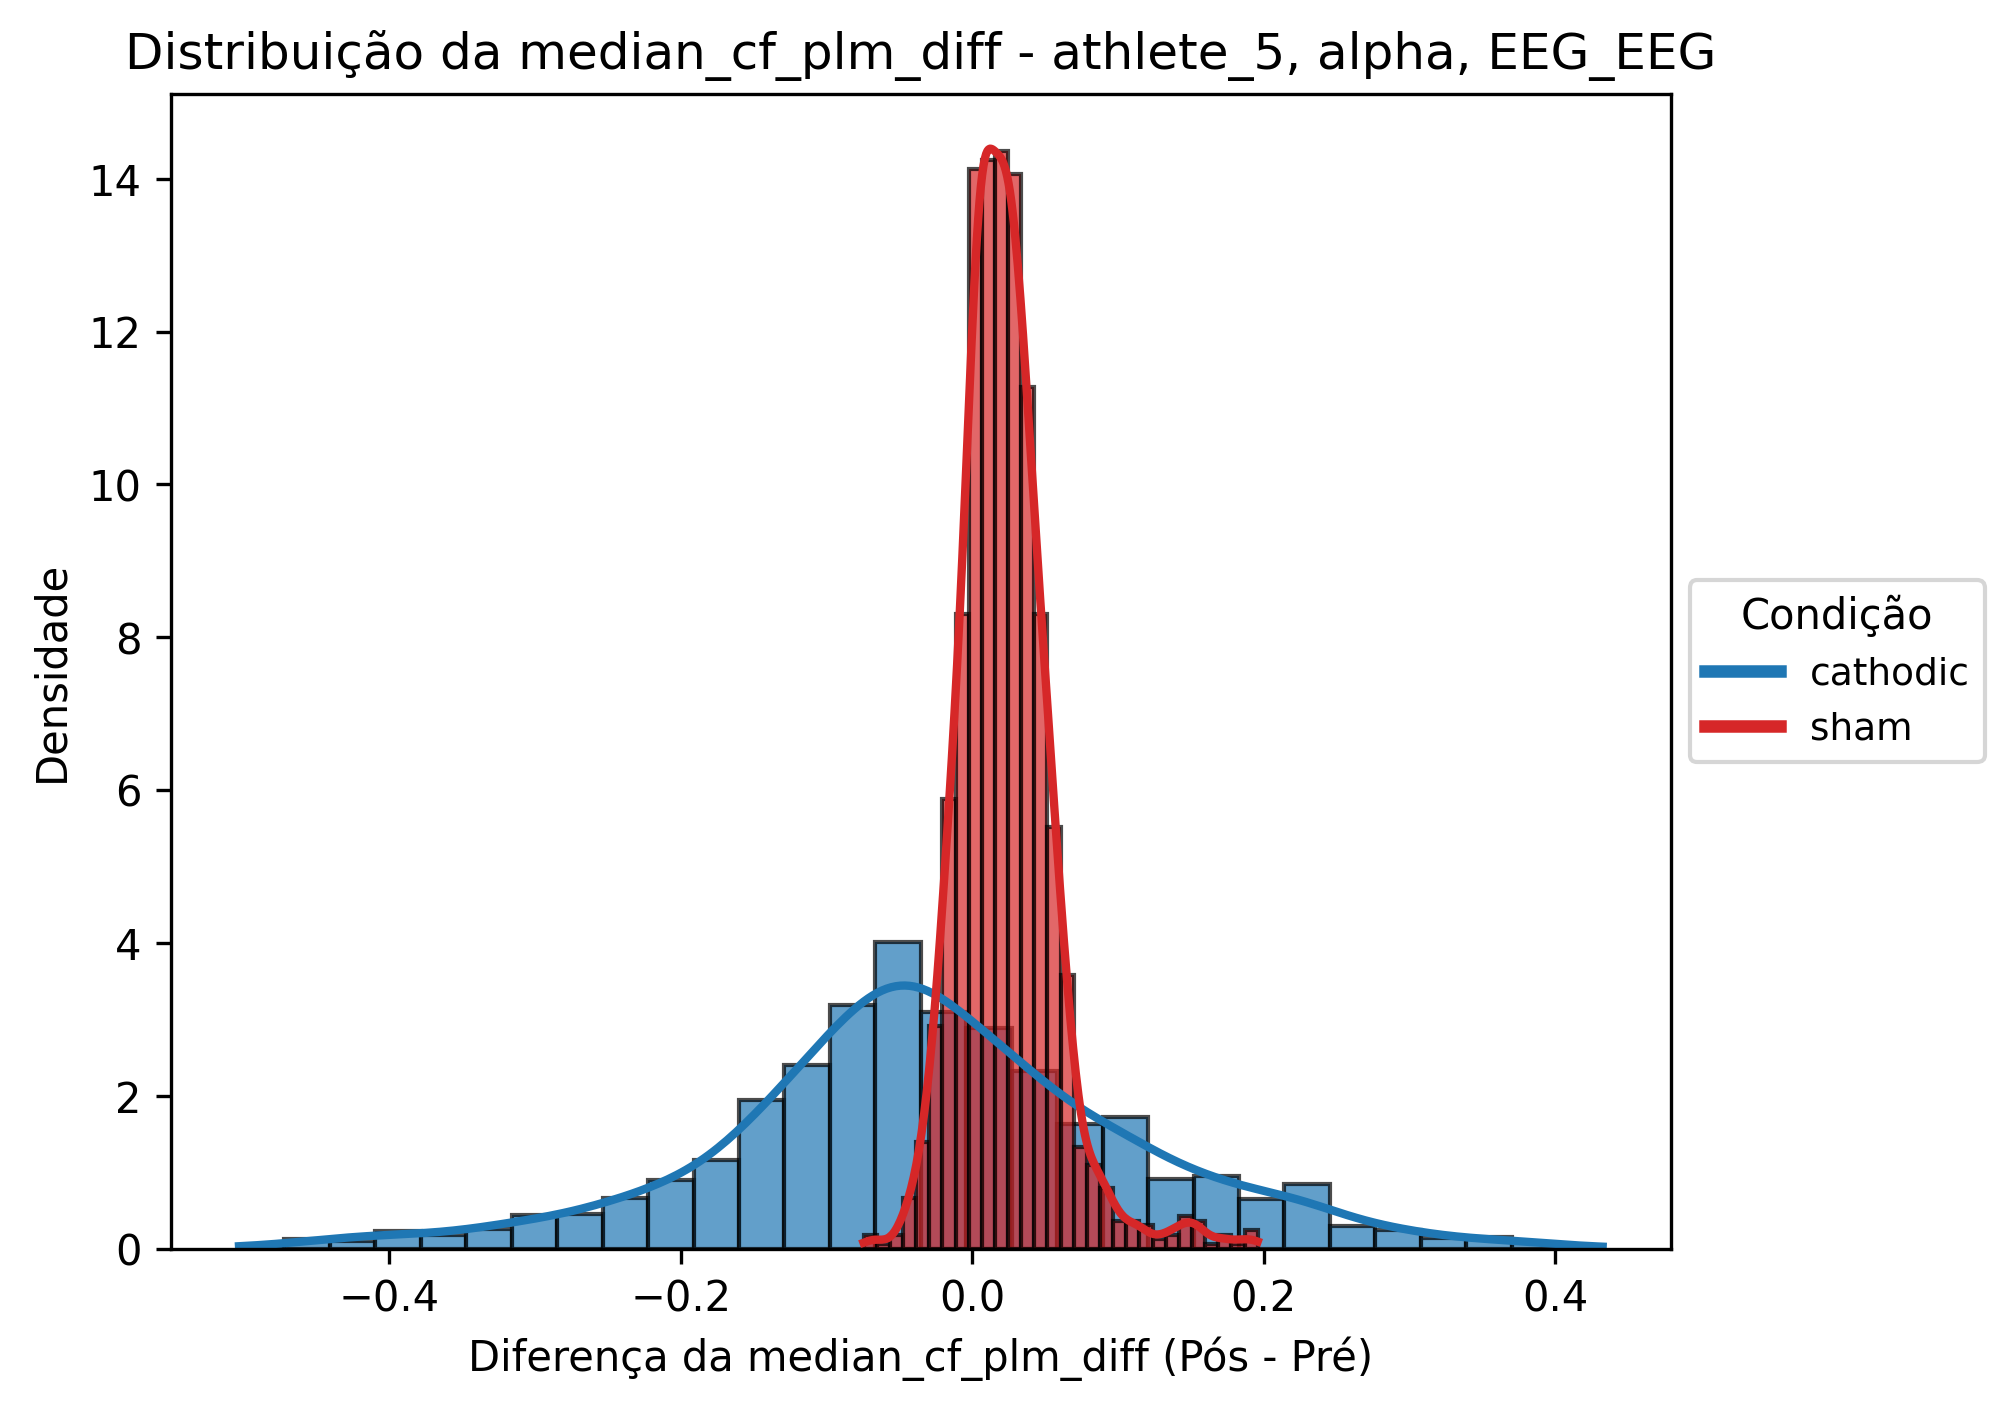 Distribuição da median_cf_plm_diff - athlete_5, alpha, EEG_EEG
14
12
10
8
6
4
2
0
Densidade
−0.4
−0.2
0.0
0.2
0.4
Diferença da median_cf_plm_diff (Pós - Pré)
Condição
cathodic
sham